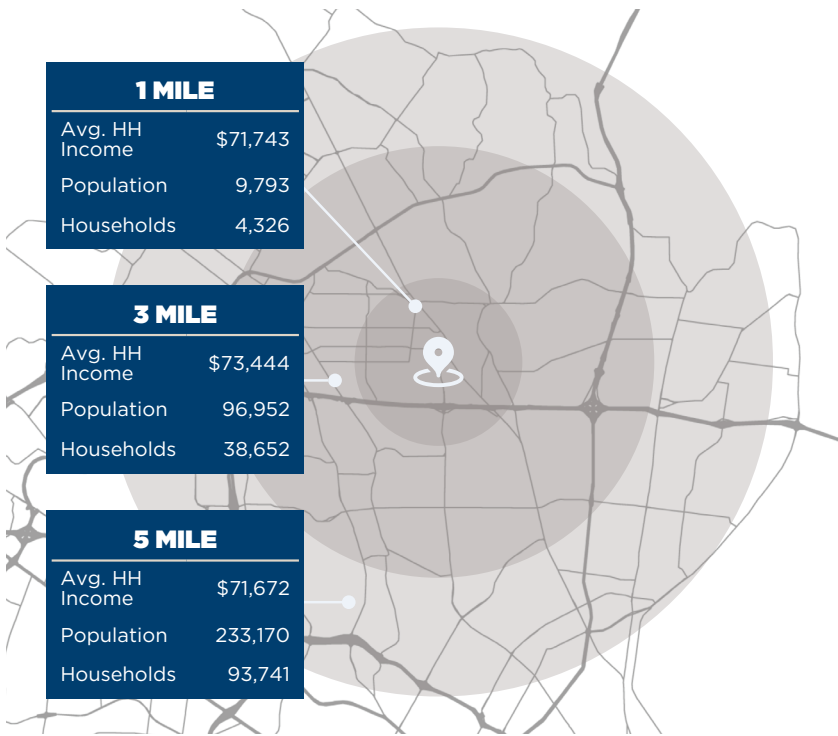 1 MILE
Avg. HH
Income $71,743
Population 9,793
Households 4,326
3 MILE
Avg. HH
Income $73,444
Population 96,952
Households 38,652
5 MILE
Avg. HH
Income $71,672
Population 233,170
Households 93,741